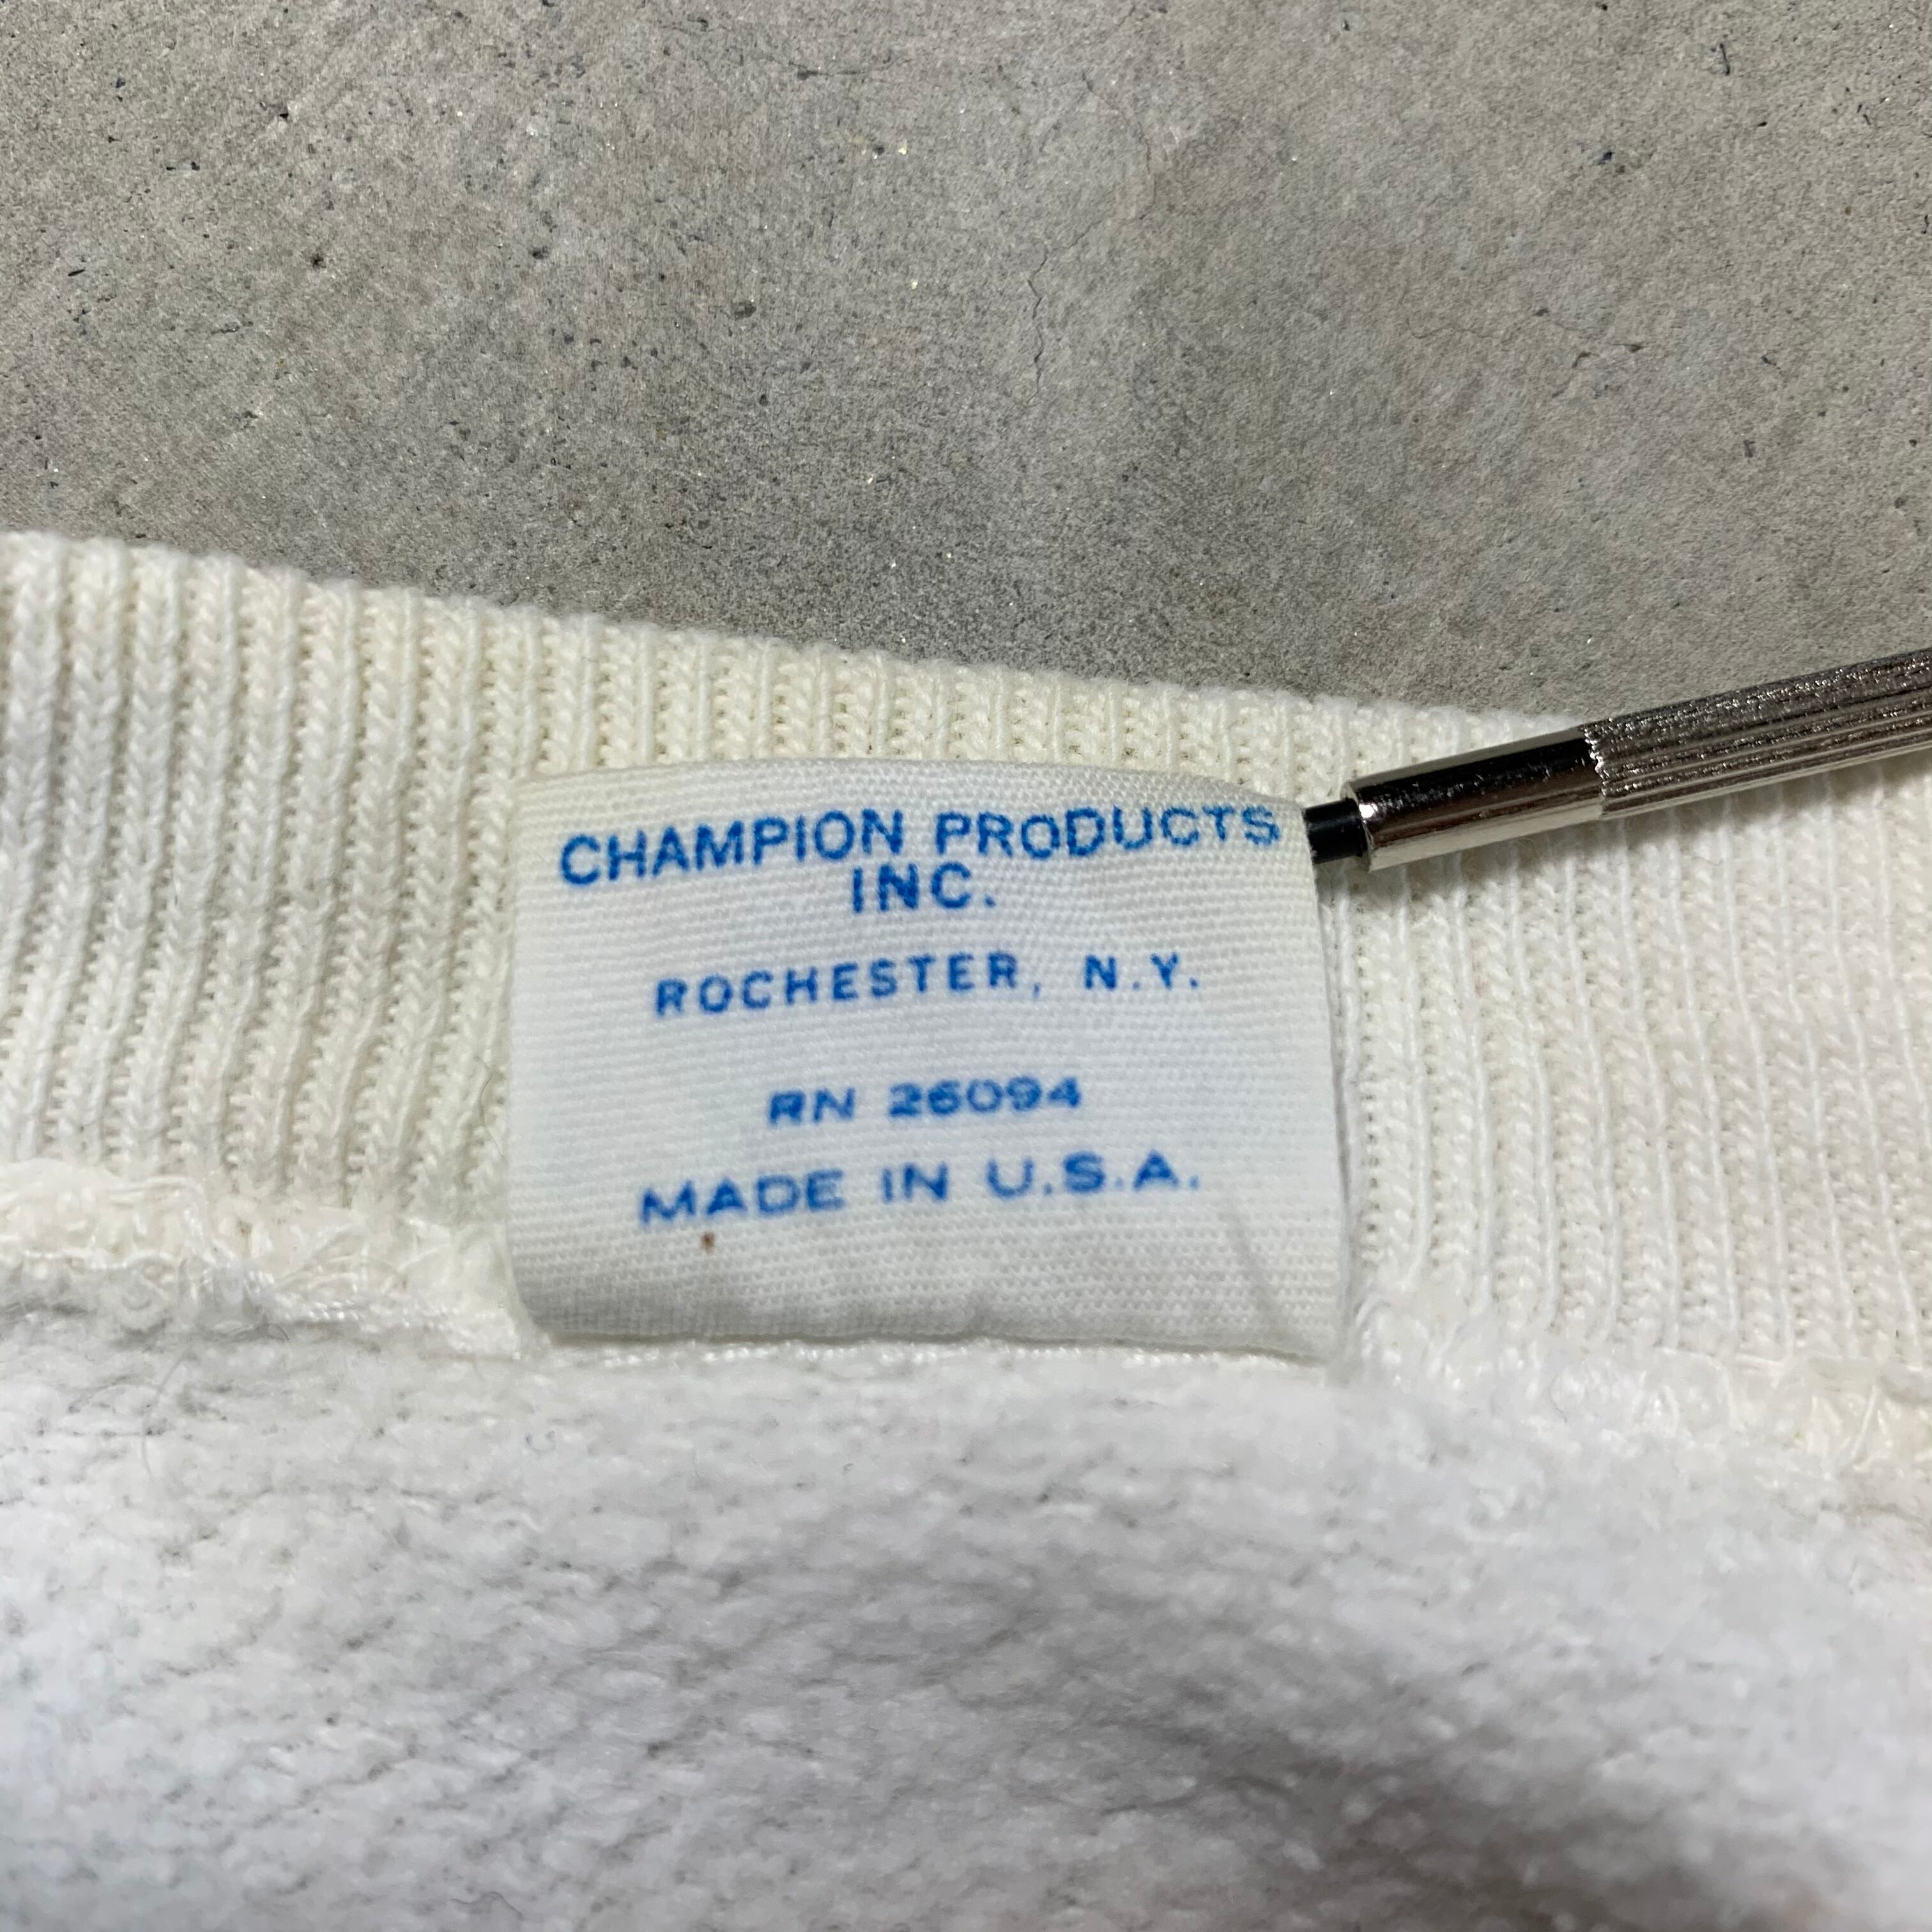 CHAMPION PRODUCTS
INC.
ROCHESTER, N.Y.
RN 26094
MADE IN U.S.A.